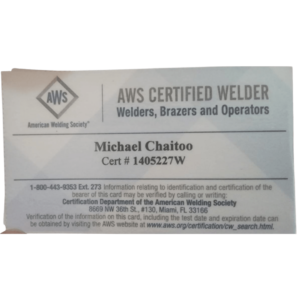 AWS
American Welding Society®
AWS CERTIFIED WELDER
Welders, Brazers and Operators
Michael Chaitoo
Cert # 1405227W
1-800-443-9353 Ext. 273 Information relating to identification and certification of the
bearer of this card may be verified by calling or writing:
Certification Department of the American Welding Society
8669 NW 36th St., #130, Miami, FL 33166
Verification of the information on this card, including the test date and expiration date can
be obtained by visiting the AWS website at www.aws.org/certification/cw_search.html.